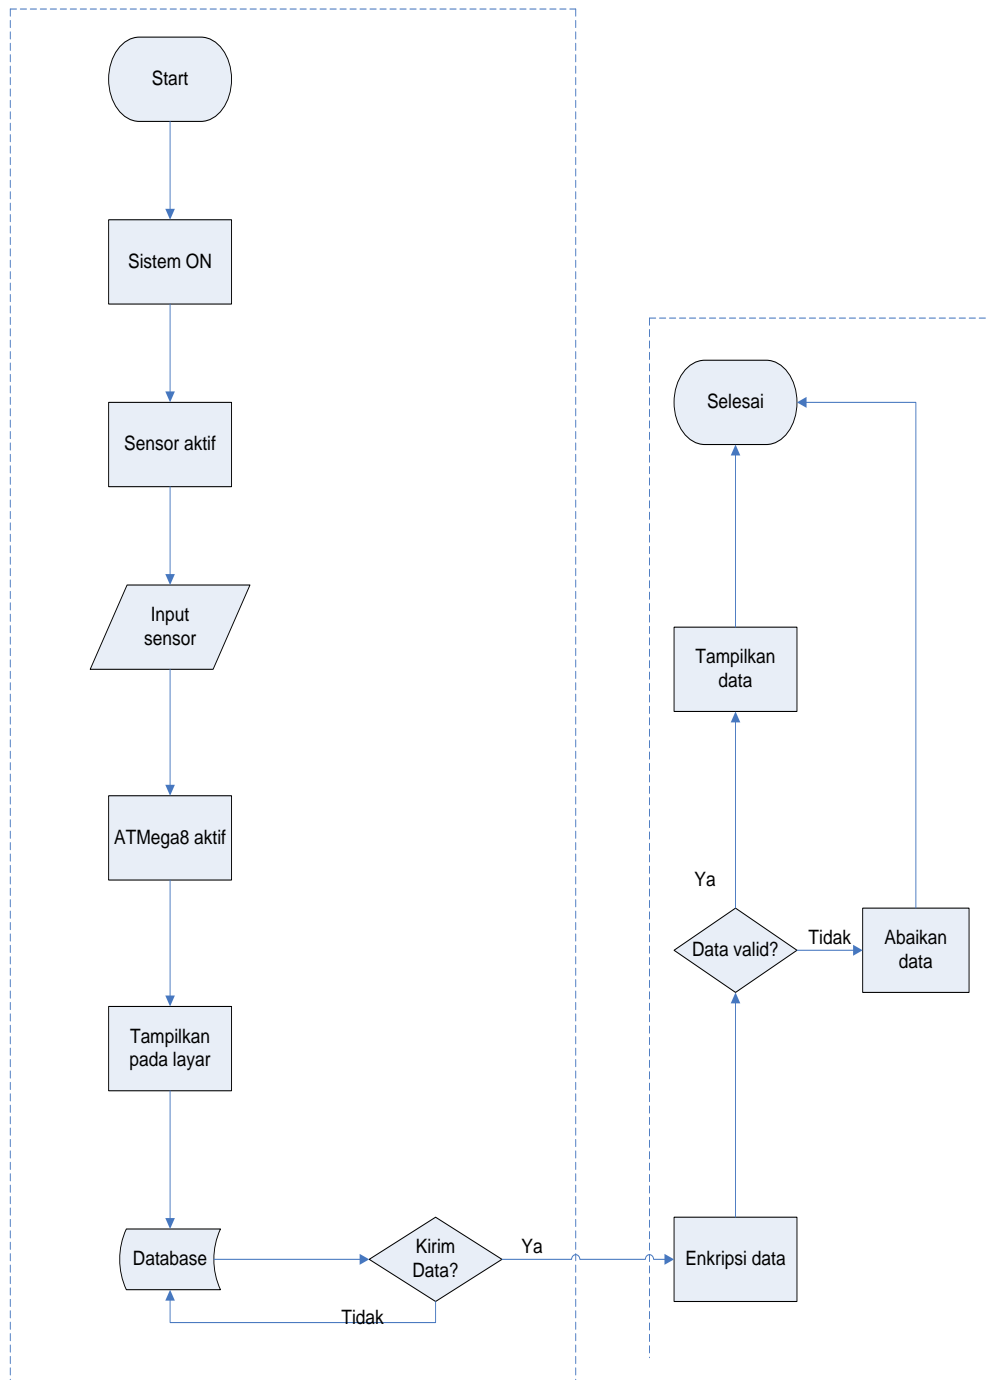 Start
Sistem ON
Sensor aktif
Input
sensor
ATMega8 aktif
Tampilkan
pada layar
Database
Kirim
Data?
Tidak
Ya
Enkripsi data
Data valid?
Tidak
Abaikan
data
Ya
Tampilkan
data
Selesai